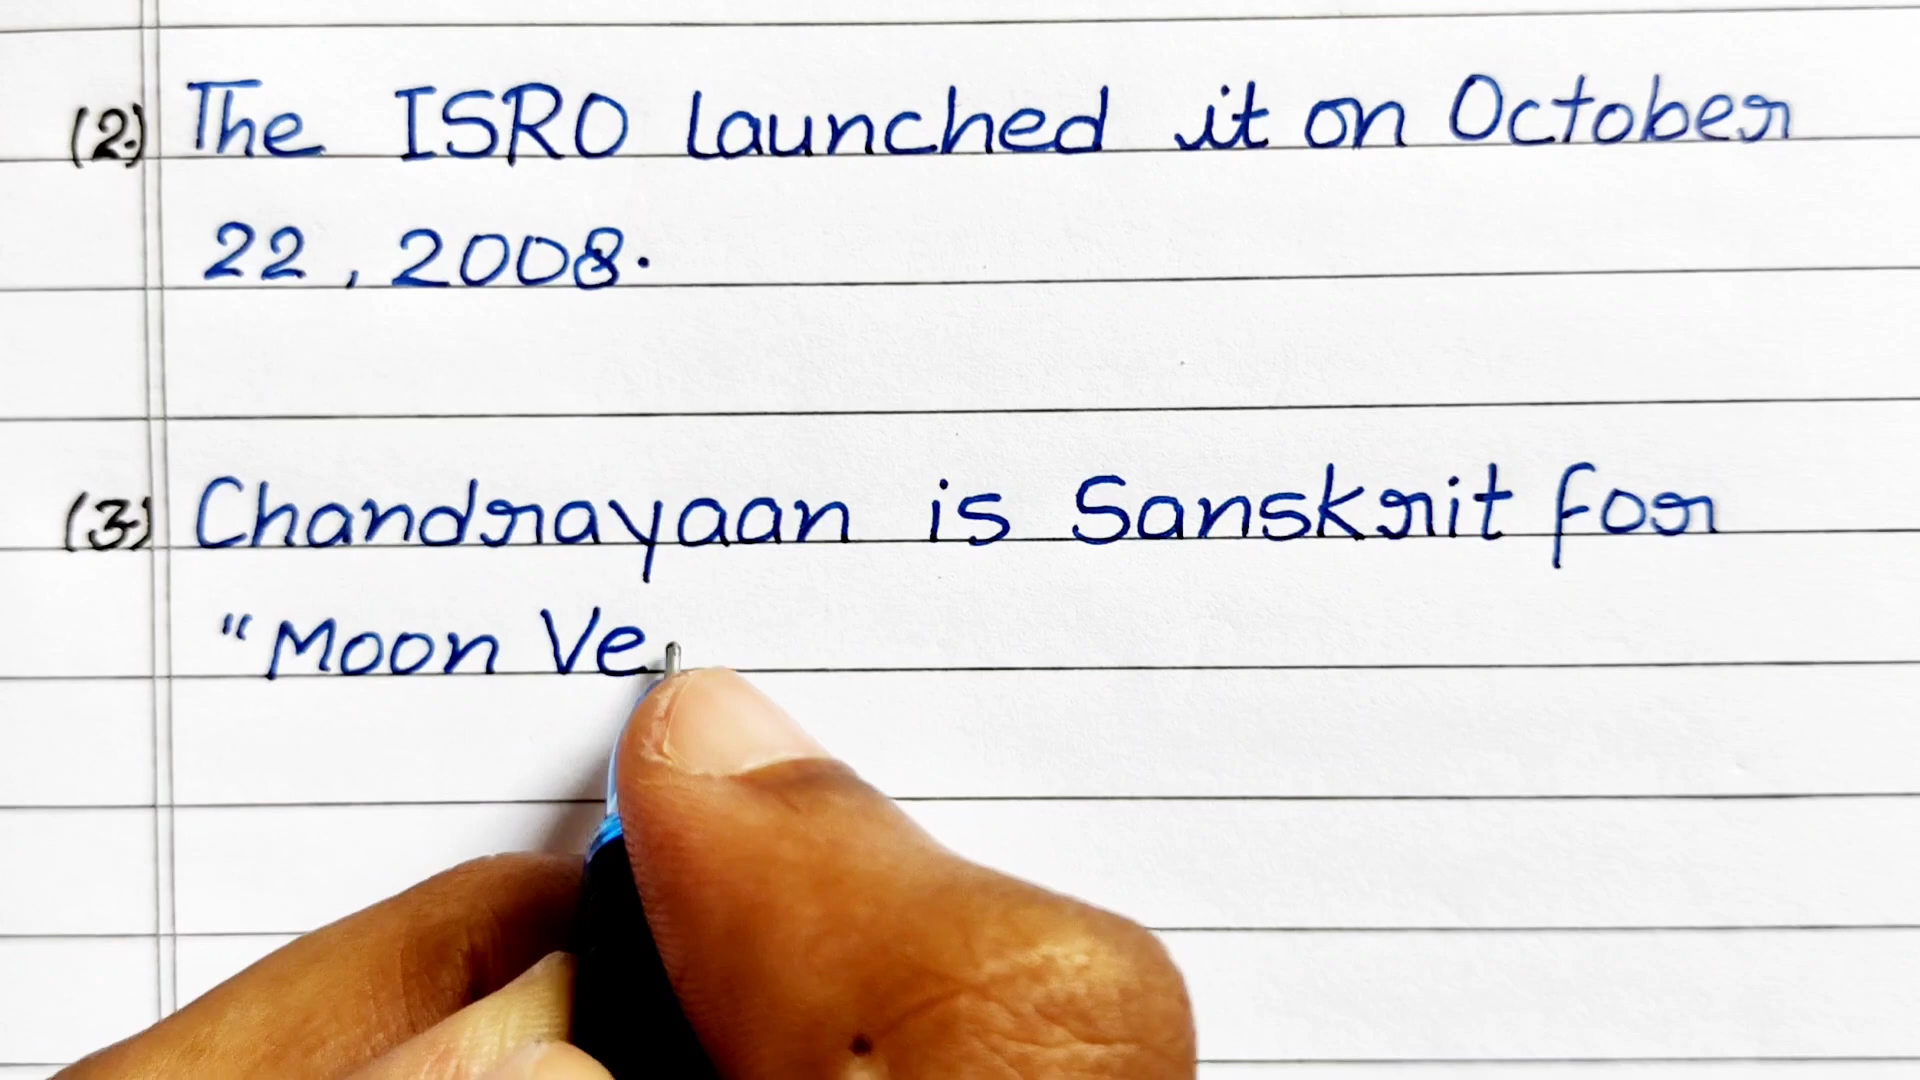 (2) The ISRO launched it on October
22, 2008.
(3) Chandrayaan is Sanskrit for
"Moon Ve